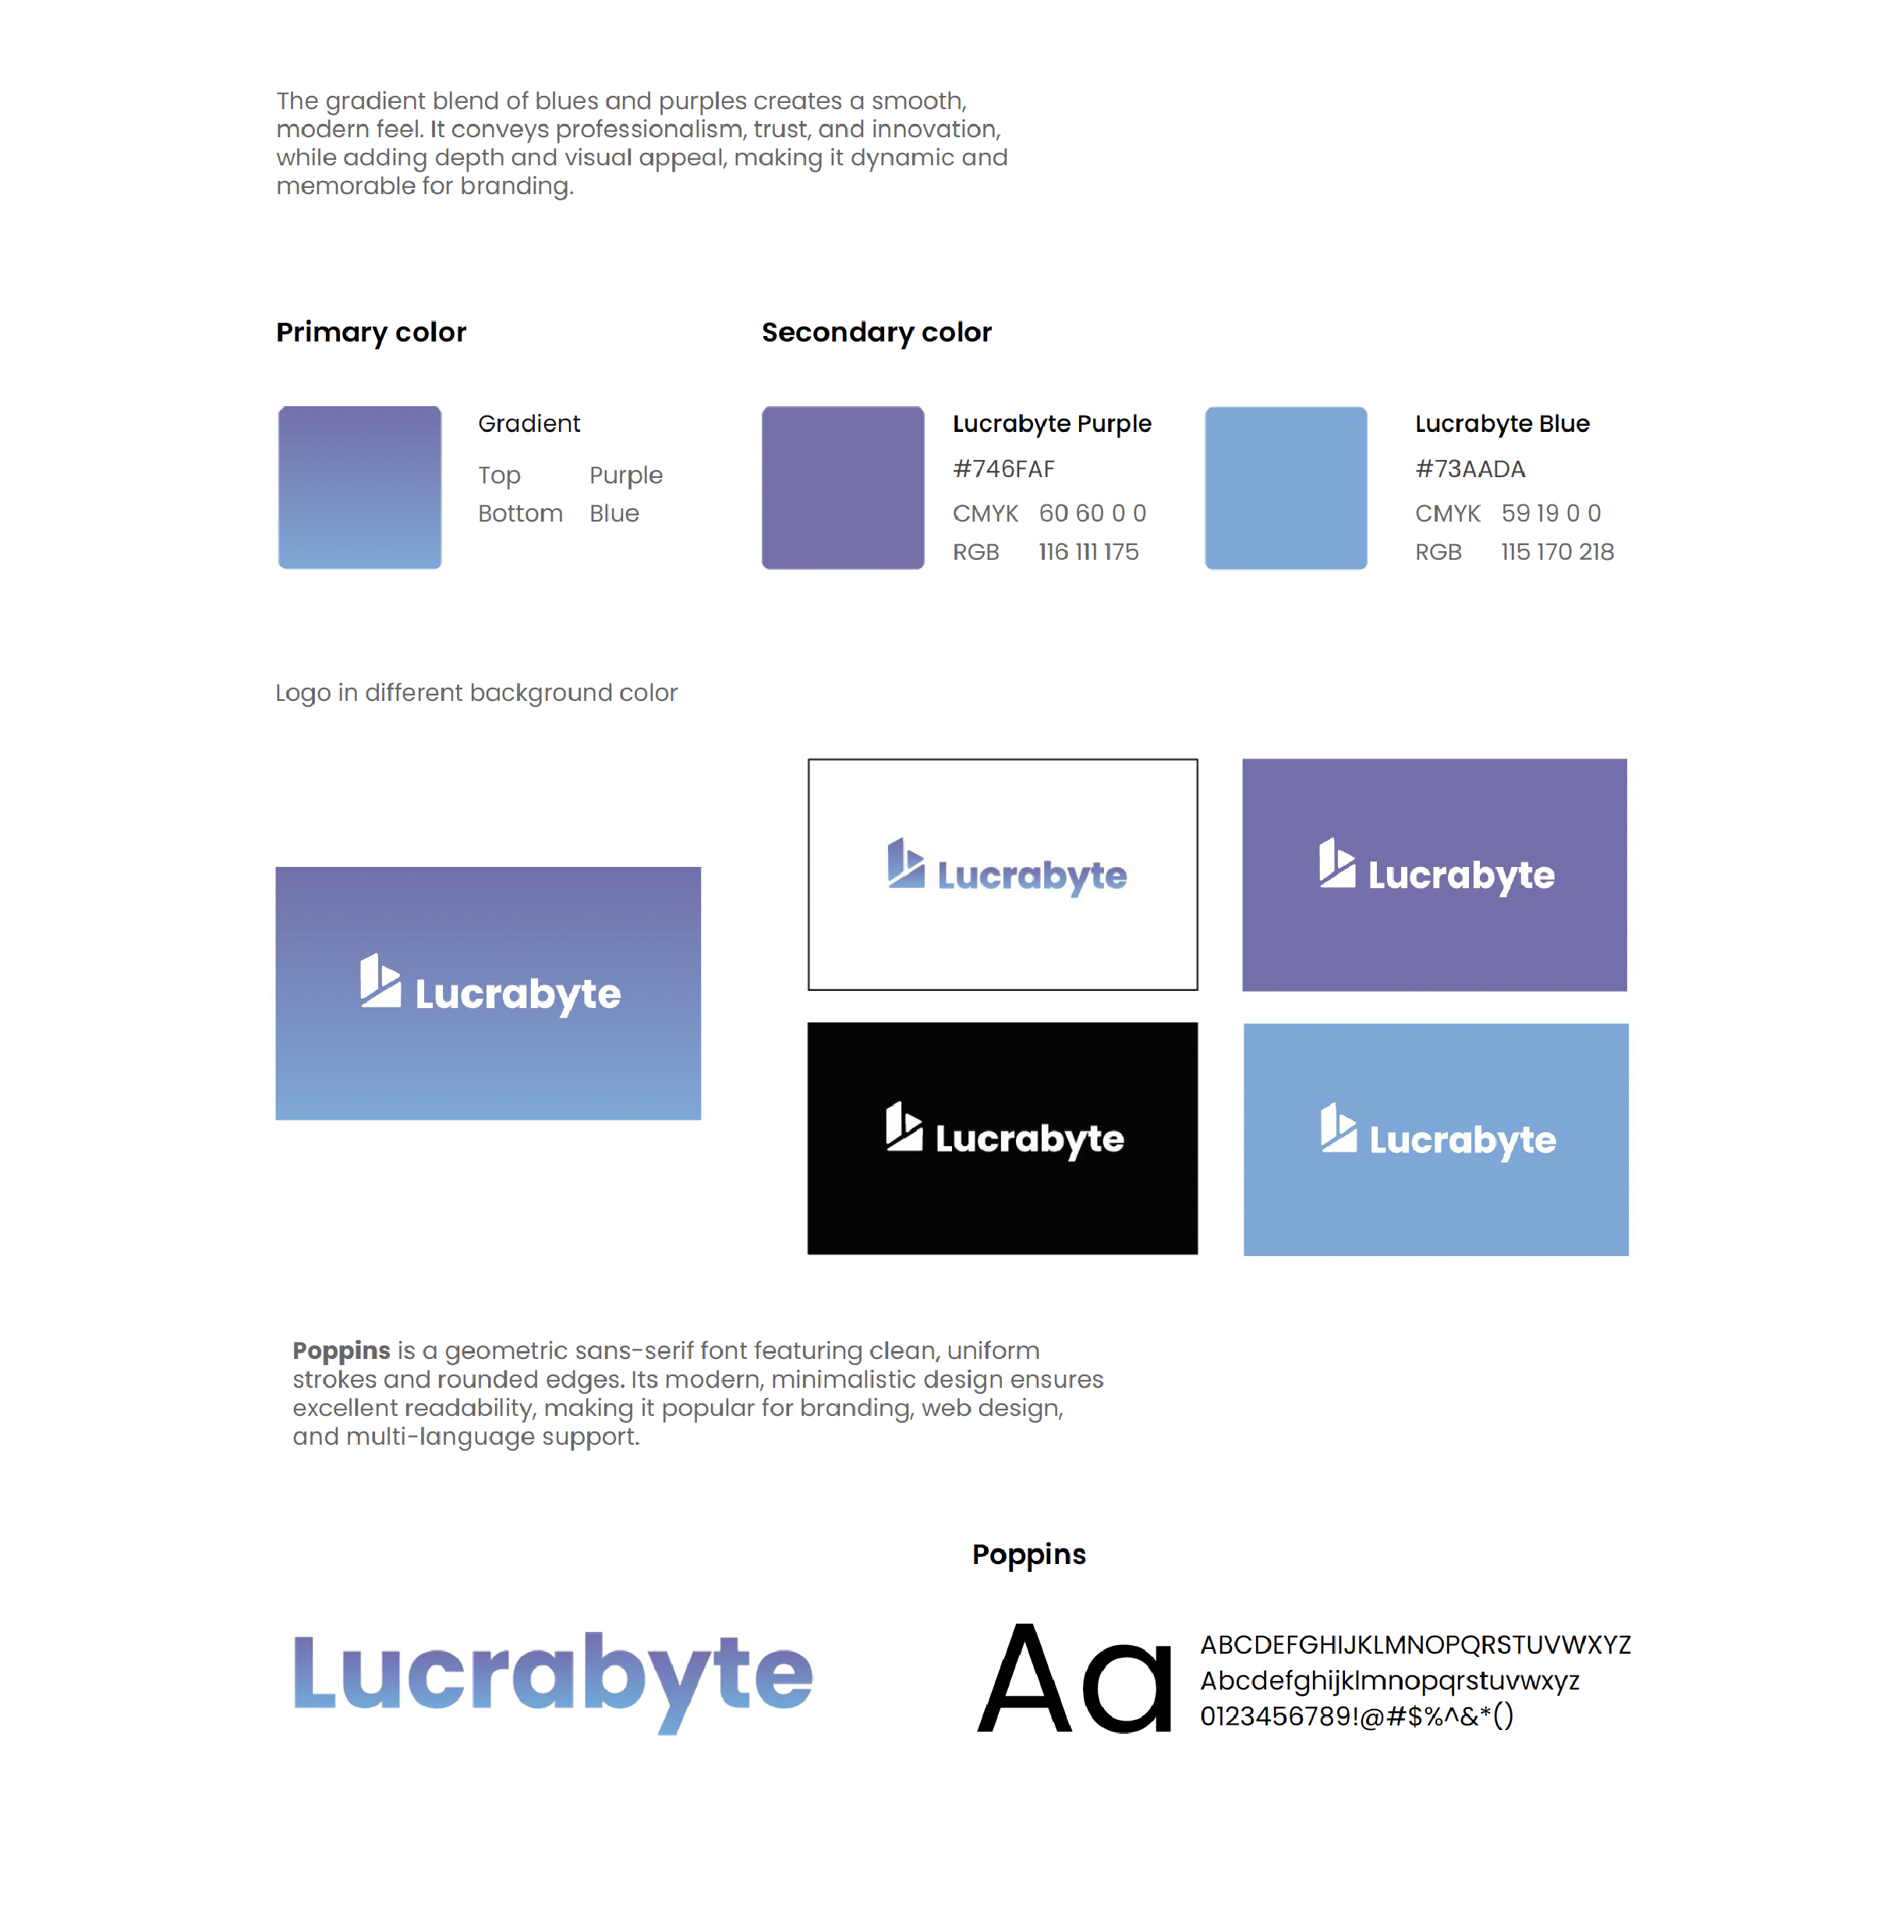 The gradient blend of blues and purples creates a smooth,
modern feel. It conveys professionalism, trust, and innovation,
while adding depth and visual appeal, making it dynamic and
memorable for branding.
Primary color
Secondary color
Gradient
Top Purple
Bottom Blue
Lucrabyte Purple
#746FAF
CMYK 60 60 0 0
RGB 116 111 175
Lucrabyte Blue
#73AADA
CMYK 59 19 0 0
RGB 115 170 218
Logo in different background color
Lucrabyte
Lucrabyte
Lucrabyte
Lucrabyte
Lucrabyte
Poppins is a geometric sans-serif font featuring clean, uniform
strokes and rounded edges. Its modern, minimalistic design ensures
excellent readability, making it popular for branding, web design,
and multi-language support.
Lucrabyte
Poppins
Aa
ABCDEFGHIJKLMNOPQRSTUVWXYZ
Abcdefghijklmnopqrstuvwxyz
0123456789!@#$%^&*()